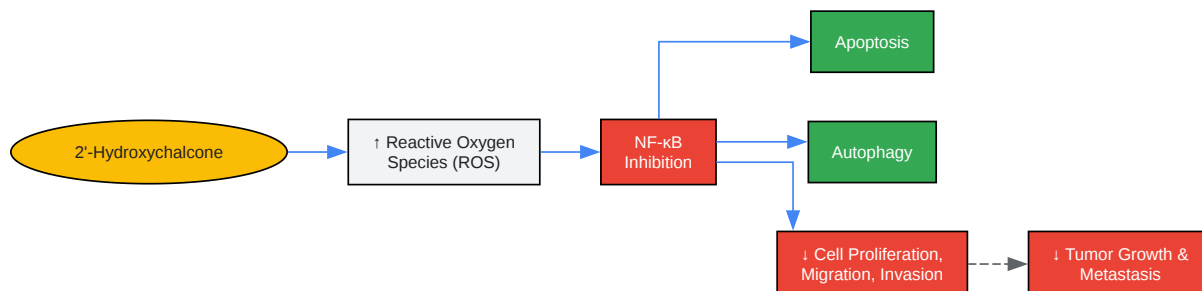 2'-Hydroxychalcone
↑ Reactive Oxygen
Species (ROS)
NF-κB
Inhibition
Apoptosis
Autophagy
↓ Cell Proliferation,
Migration, Invasion
↓ Tumor Growth &
Metastasis